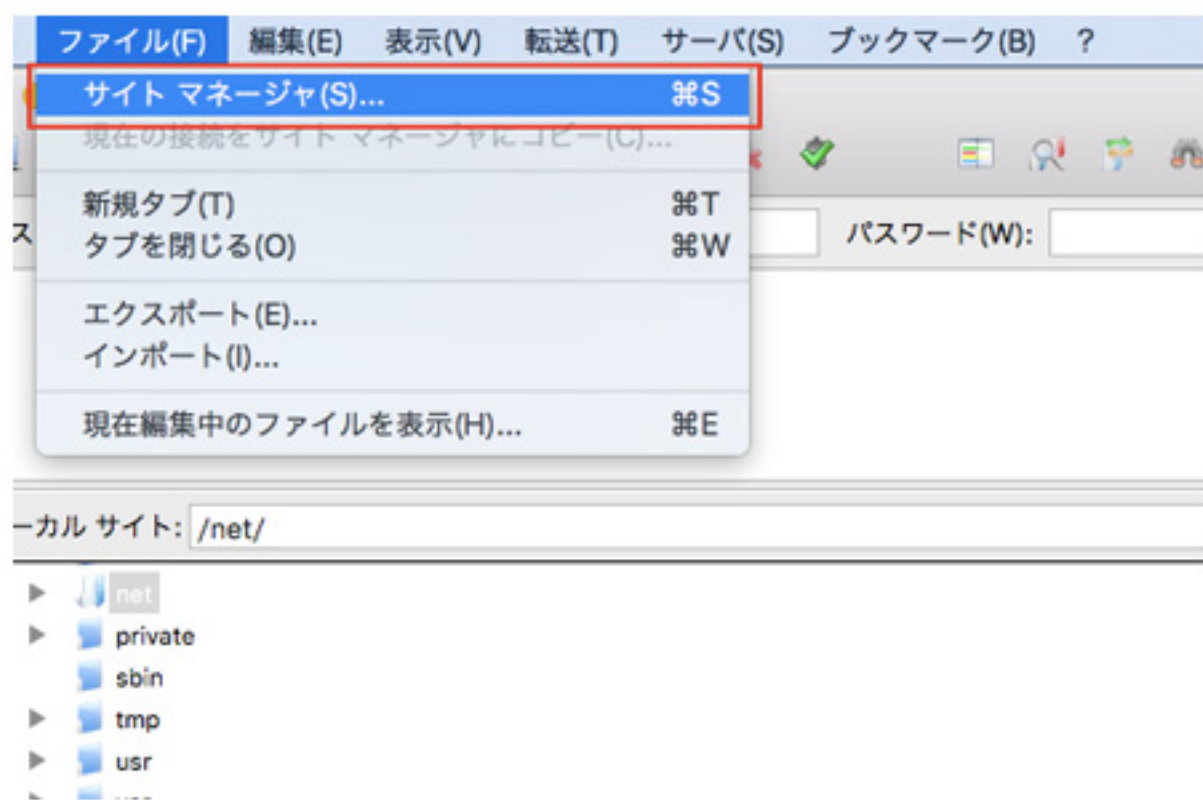 ファイル(F) 編集(E) 表示(V) 転送(T) サーバ(S) ブックマーク(B) ?
サイト マネージャ(S)... ⌘S
現在の接続をサイト マネージャにコピー(C)...
新規タブ(T) ⌘T
ス パスワード(W):
タブを閉じる(O) ⌘W
エクスポート(E)...
インポート(I)...
現在編集中のファイルを表示(H)... ⌘E
ーカル サイト: /net/
net
private
sbin
tmp
usr